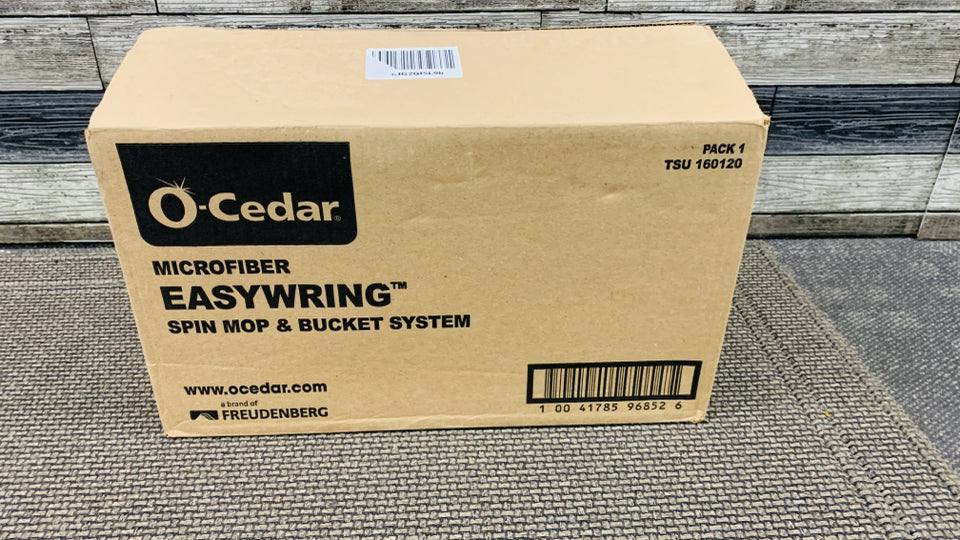 PACK 1
TSU 160120
O-Cedar®
MICROFIBER
EASYWRING™
SPIN MOP & BUCKET SYSTEM
www.ocedar.com
a brand of
FREUDENBERG
1 00 41785 96852 6